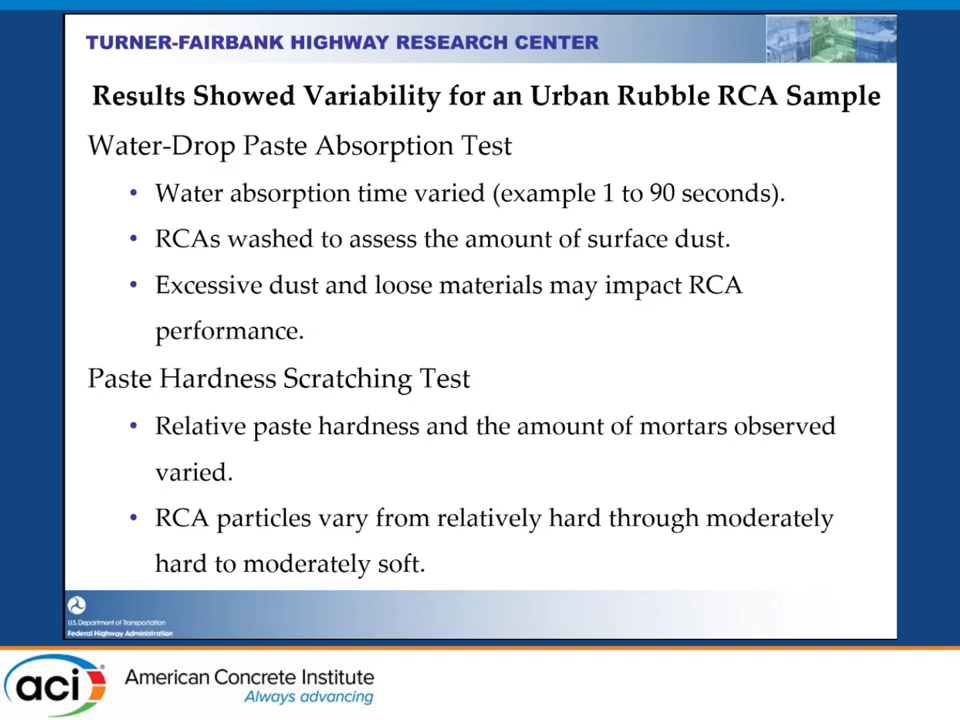 TURNER-FAIRBANK HIGHWAY RESEARCH CENTER
Results Showed Variability for an Urban Rubble RCA Sample
Water-Drop Paste Absorption Test
• Water absorption time varied (example 1 to 90 seconds).
• RCAs washed to assess the amount of surface dust.
• Excessive dust and loose materials may impact RCA
performance.
Paste Hardness Scratching Test
• Relative paste hardness and the amount of mortars observed
varied.
• RCA particles vary from relatively hard through moderately
hard to moderately soft.
U.S. Department of Transportation
Federal Highway Administration
aci®
American Concrete Institute
Always advancing